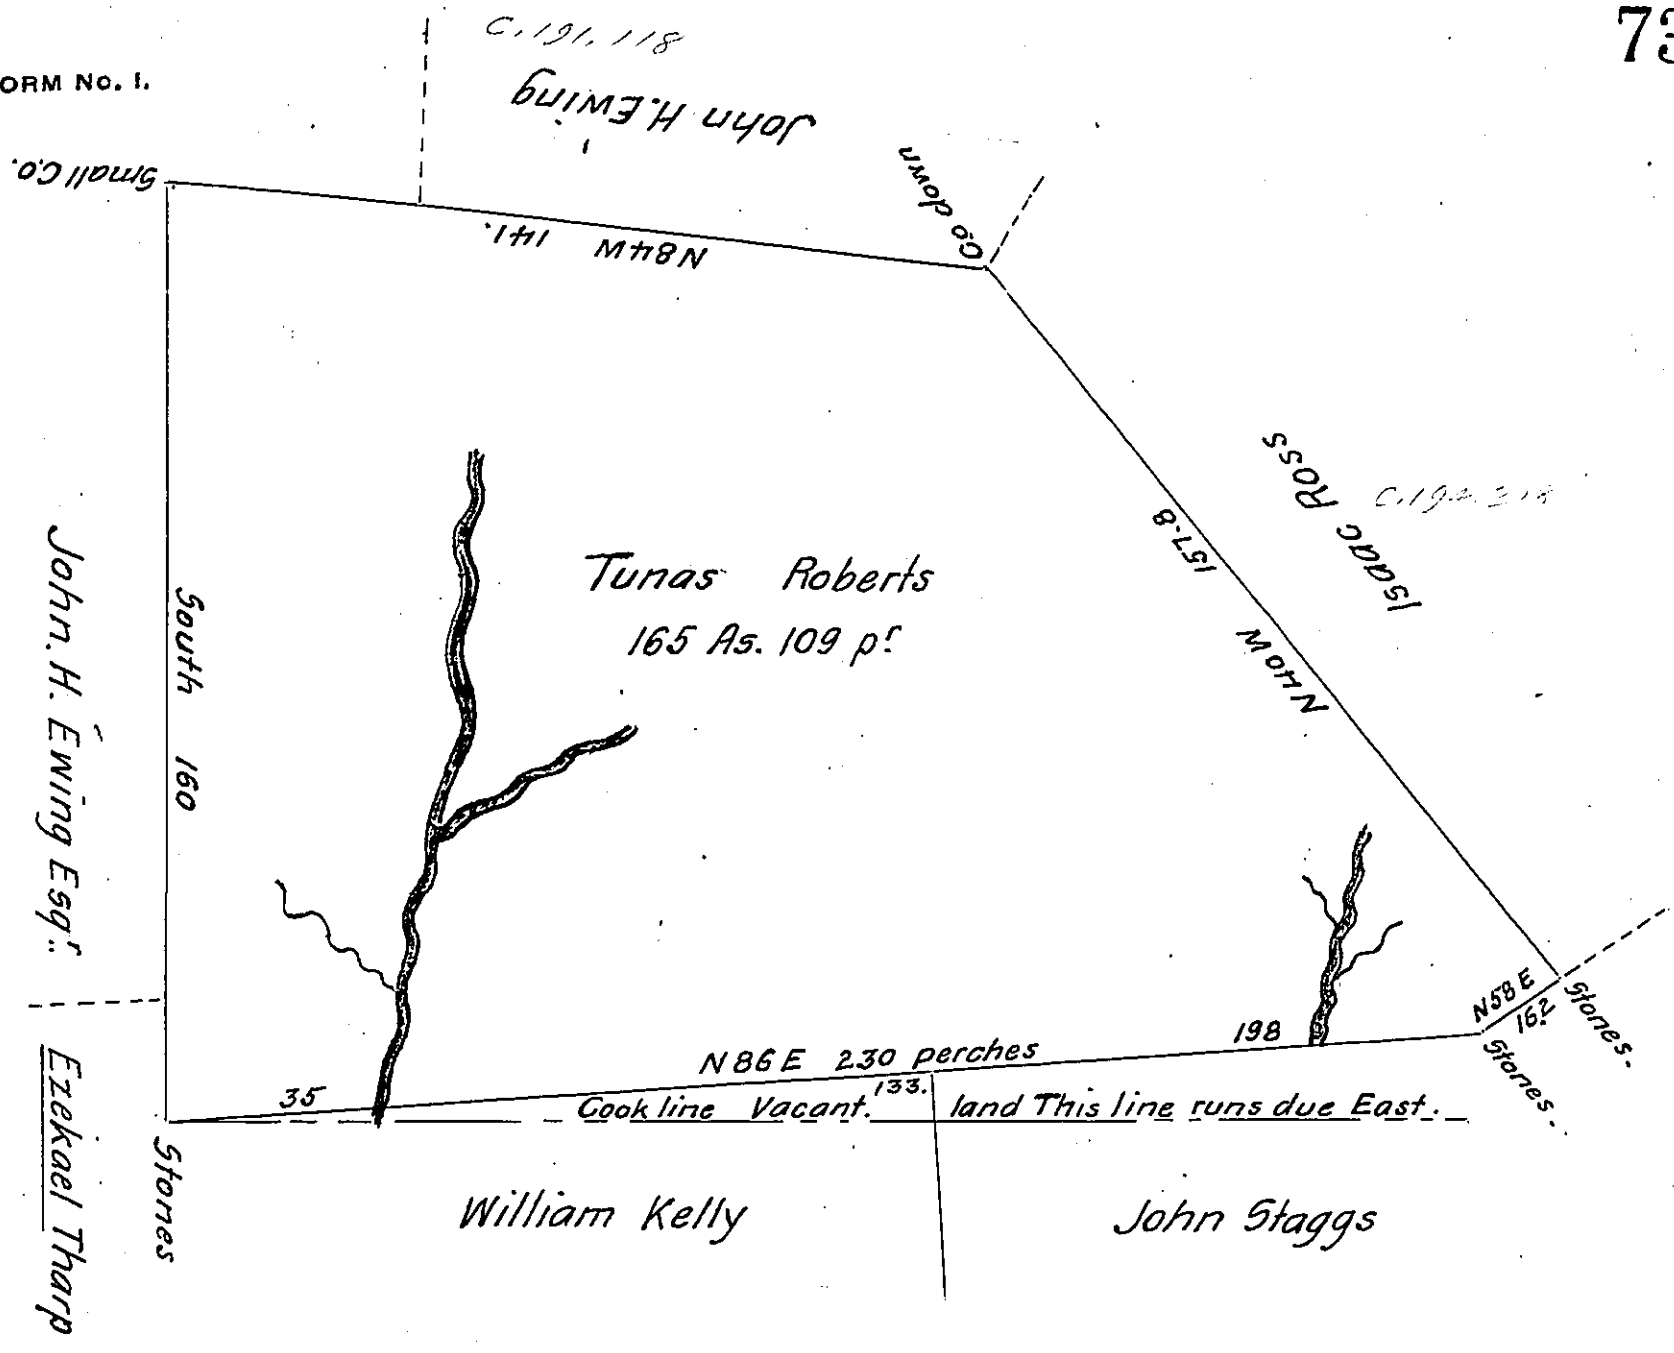 73
ORM No. 1.
C.191.118
John H. Ewing
Small Co.
Co down
N84W 141.
Isaac Ross
157.8
N40W
Tunas Roberts
165 As. 109 pr
South 160
John. H. Ewing Esqr.
Ezekael Tharp
N58E
16.2
Stones.
Stones.
198
N86E 230 perches
133.
35
Cook line Vacant. land This line runs due East.
Stones
William Kelly
John Staggs